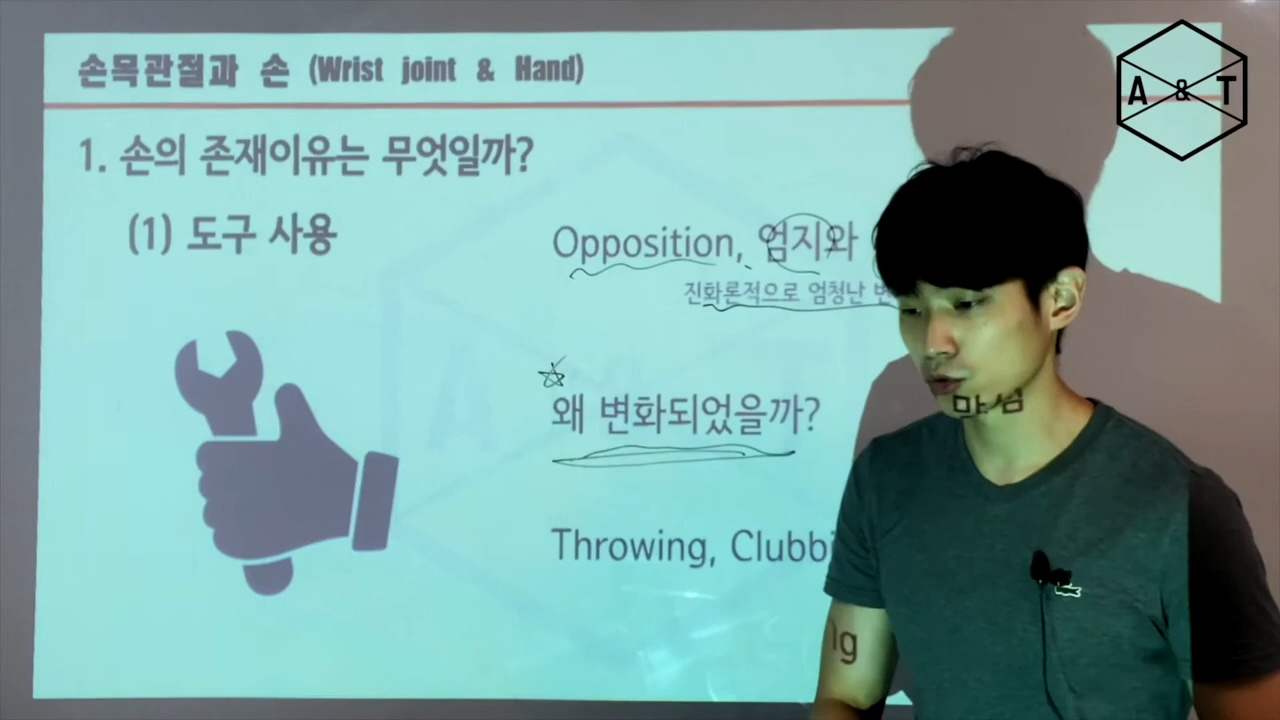 손목관절과 손 (Wrist joint & Hand)
A & T
1. 손의 존재이유는 무엇일까?
(1) 도구 사용
Opposition, 엄지와
진화론적으로 엄청난
왜 변화되었을까?
Throwing,